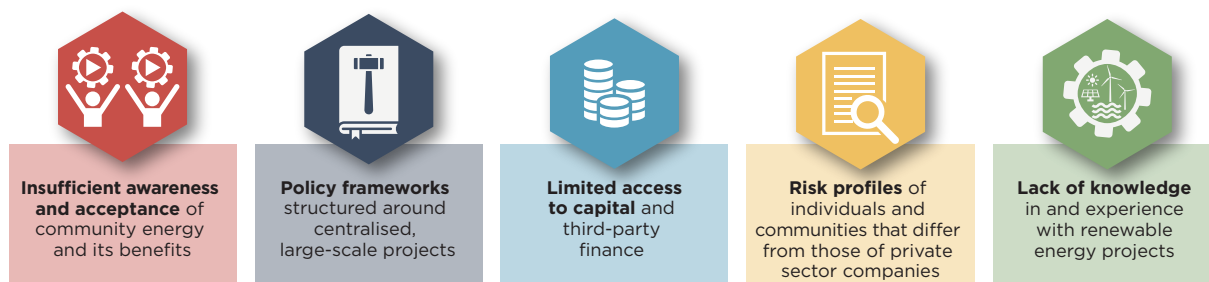 Insufficient awareness
and acceptance of
community energy
and its benefits
Policy frameworks
structured around
centralised,
large-scale projects
Limited access
to capital and
third-party
finance
Risk profiles of
individuals and
communities that differ
from those of private
sector companies
Lack of knowledge
in and experience
with renewable
energy projects